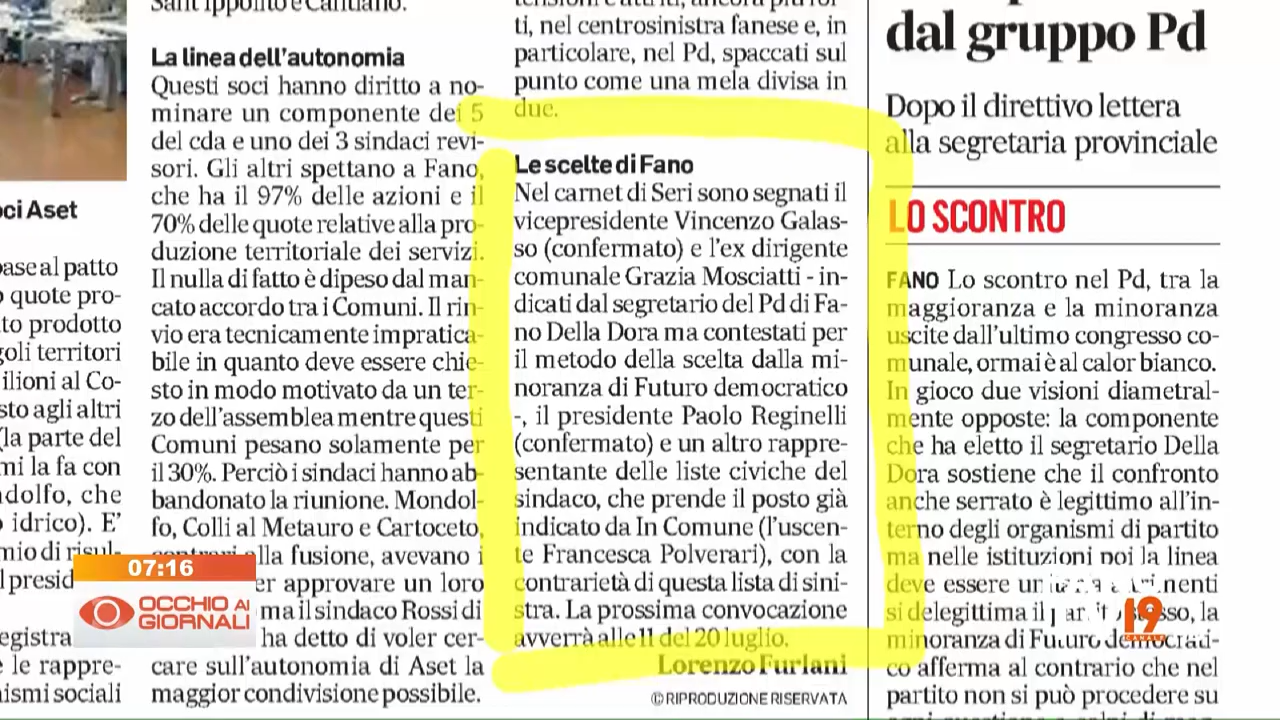 Sant'Ippolito e Cantiano.
La linea dell'autonomia
Questi soci hanno diritto a no-
minare un componente dei 5
del cda e uno dei 3 sindaci revi-
sori. Gli altri spettano a Fano,
che ha il 97% delle azioni e il
70% delle quote relative alla pro-
duzione territoriale dei servizi.
Il nulla di fatto è dipeso dal man-
cato accordo tra i Comuni. Il rin-
vio era tecnicamente impratica-
bile in quanto deve essere chie-
sto in modo motivato da un ter-
zo dell'assemblea mentre questi
Comuni pesano solamente per
il 30%. Perciò i sindaci hanno ab-
bandonato la riunione. Mondol-
fo, Colli al Metauro e Cartoceto,
contrari alla fusione, avevano i
er approvare un loro
ma il sindaco Rossi di
ha detto di voler cer-
care sull'autonomia di Aset la
maggior condivisione possibile.
ti, nel centrosinistra fanese e, in
particolare, nel Pd, spaccati sul
punto come una mela divisa in
due.
Le scelte di Fano
Nel carnet di Seri sono segnati il
vicepresidente Vincenzo Galas-
so (confermato) e l'ex dirigente
comunale Grazia Mosciatti - in-
dicati dal segretario del Pd di Fa-
no Della Dora ma contestati per
il metodo della scelta dalla mi-
noranza di Futuro democratico
-, il presidente Paolo Reginelli
(confermato) e un altro rappre-
sentante delle liste civiche del
sindaco, che prende il posto già
indicato da In Comune (l'uscen-
te Francesca Polverari), con la
contrarietà di questa lista di sini-
stra. La prossima convocazione
avverrà alle 11 del 20 luglio.
Lorenzo Furlani
© RIPRODUZIONE RISERVATA
dal gruppo Pd
Dopo il direttivo lettera
alla segretaria provinciale
LO SCONTRO
FANO Lo scontro nel Pd, tra la
maggioranza e la minoranza
uscite dall'ultimo congresso co-
munale, ormai è al calor bianco.
In gioco due visioni diametral-
mente opposte: la componente
che ha eletto il segretario Della
Dora sostiene che il confronto
anche serrato è legittimo all'in-
terno degli organismi di partito
ma nelle istituzioni poi la linea
deve essere
si delegittima il
la
minoranza di Futuro democrati-
co afferma al contrario che nel
partito non si può procedere su
oci Aset
ase al patto
quote pro-
to prodotto
goli territori
ilioni al Co-
sto agli altri
(la parte del
mi la fa con
dolfo, che
idrico). E'
mio di risul-
l presid
egistra
le rappre-
nismi sociali
07:16
OCCHIO AI
GIORNALI
19
CANALE